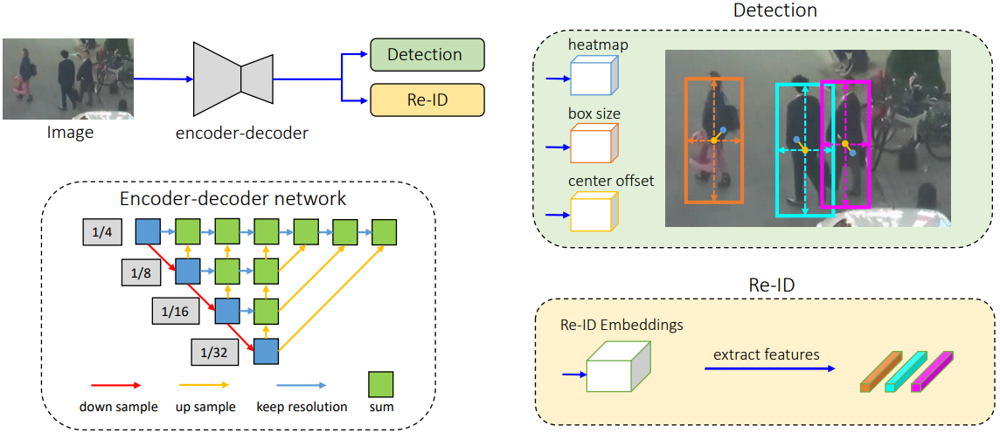 Detection
Re-ID
Image
encoder-decoder
Encoder-decoder network
1/4
1/8
1/16
1/32
down sample
up sample
keep resolution
sum
Detection
heatmap
box size
center offset
Re-ID
Re-ID Embeddings
extract features